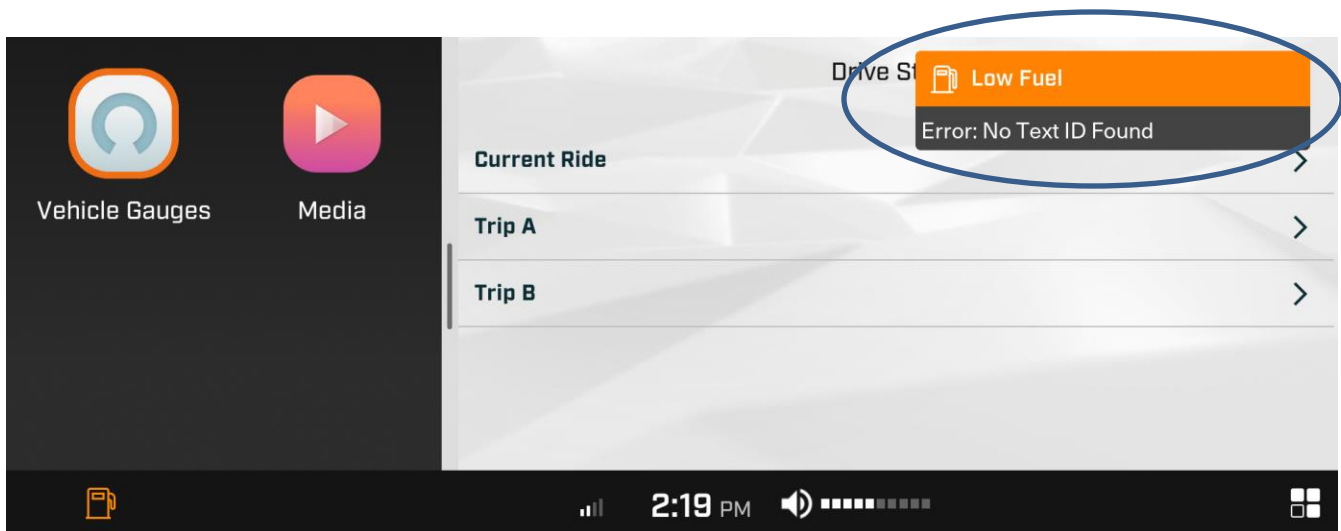 Drive St
Low Fuel
Error: No Text ID Found
Current Ride
Vehicle Gauges
Media
Trip A
Trip B
2:19 PM